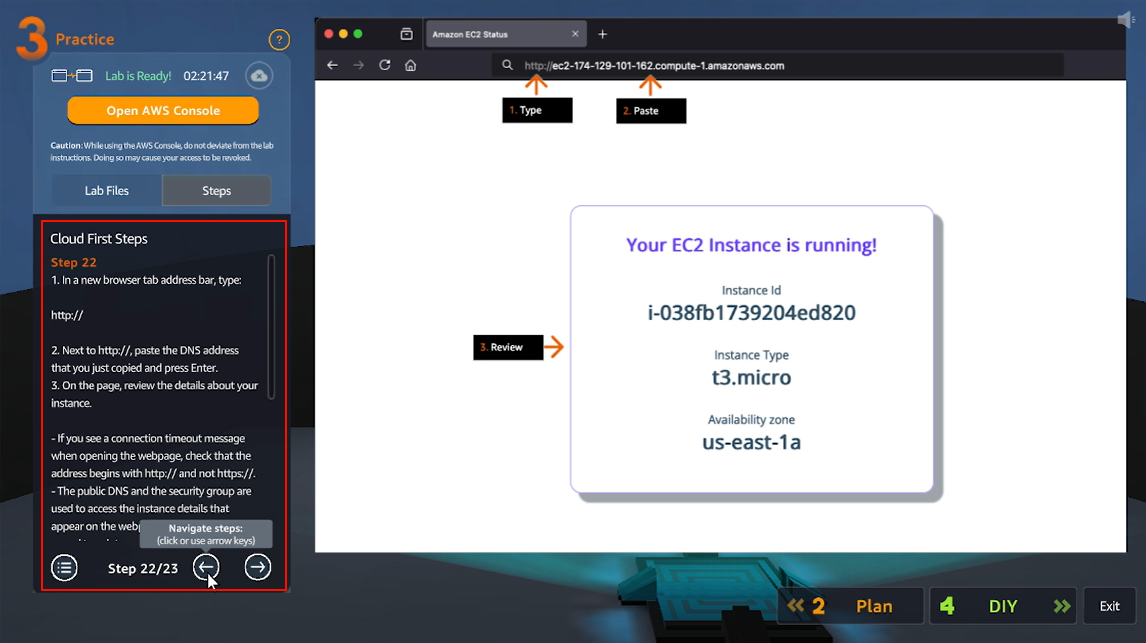 3 Practice
?
Lab is Ready! 02:21:47
Open AWS Console
Caution: While using the AWS Console, do not deviate from the lab
instructions. Doing so may cause your access to be revoked.
Lab Files
Steps
Cloud First Steps
Step 22
1. In a new browser tab address bar, type:
http://
2. Next to http://, paste the DNS address
that you just copied and press Enter.
3. On the page, review the details about your
instance.
- If you see a connection timeout message
when opening the webpage, check that the
address begins with http:// and not https://.
- The public DNS and the security group are
used to access the instance details that
appear on the web
Navigate steps:
(click or use arrow keys)
Step 22/23
Amazon EC2 Status
http://ec2-174-129-101-162.compute-1.amazonaws.com
1. Type
2. Paste
Your EC2 Instance is running!
Instance Id
i-038fb1739204ed820
3. Review
Instance Type
t3.micro
Availability zone
us-east-1a
2 Plan
4 DIY
Exit